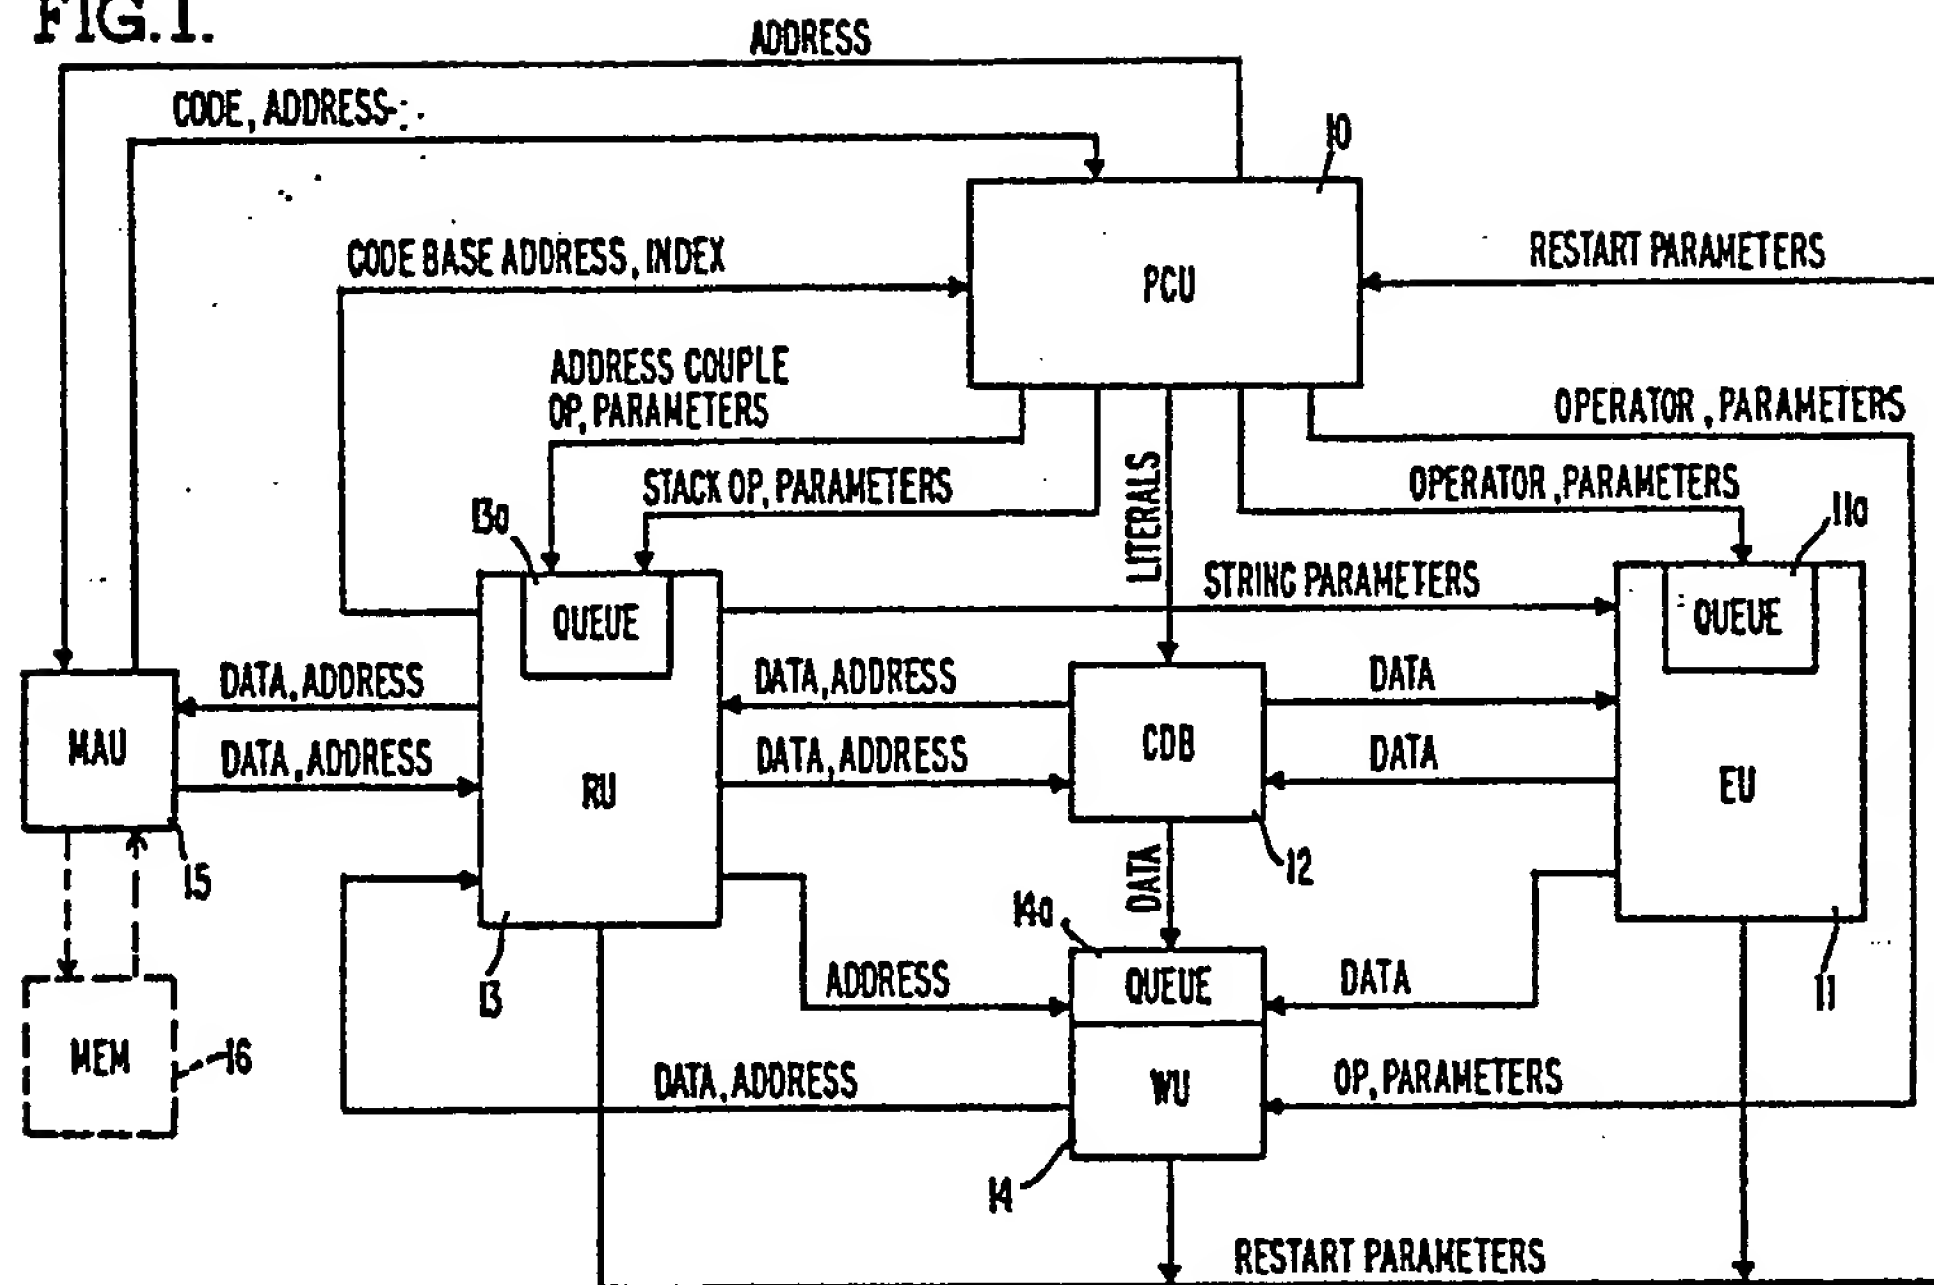 FIG.1.
ADDRESS
CODE, ADDRESS
10
CODE BASE ADDRESS, INDEX
PCU
RESTART PARAMETERS
ADDRESS COUPLE
OP, PARAMETERS
OPERATOR, PARAMETERS
STACK OP, PARAMETERS
LITERALS
OPERATOR, PARAMETERS
13a
11a
QUEUE
STRING PARAMETERS
QUEUE
DATA, ADDRESS
DATA, ADDRESS
DATA
MAU
CDB
DATA, ADDRESS
DATA, ADDRESS
DATA
RU
EU
15
12
DATA
14a
13
ADDRESS
QUEUE
DATA
11
MEM
16
DATA, ADDRESS
WU
OP, PARAMETERS
14
RESTART PARAMETERS